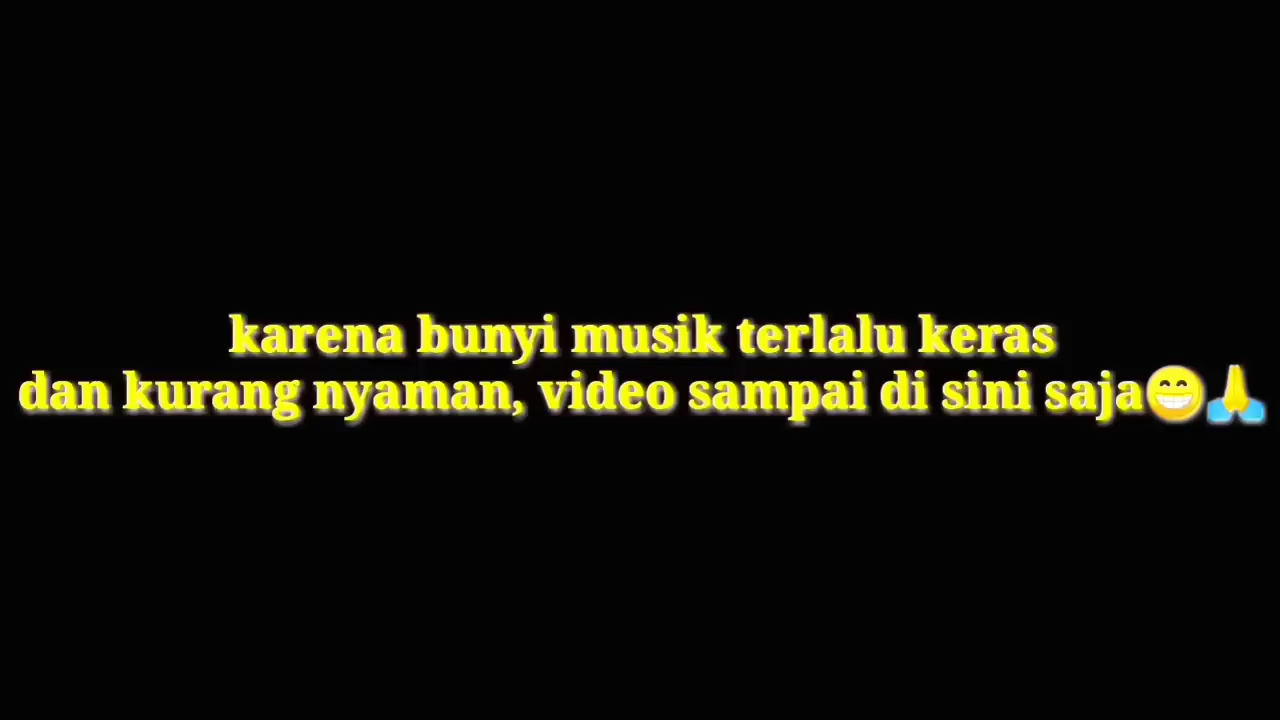 karena bunyi musik terlalu keras
dan kurang nyaman, video sampai di sini saja😁🙏